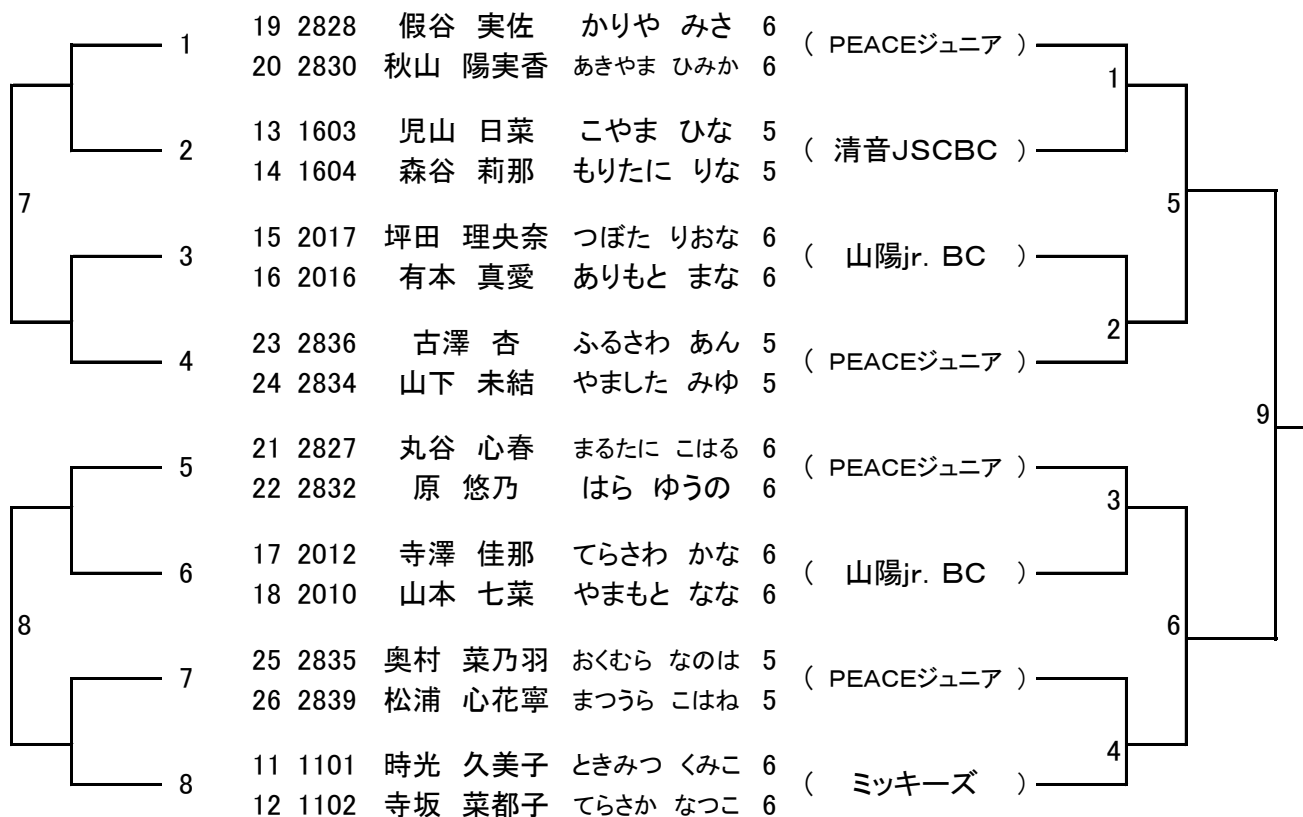 19 2828 假谷 実佐 かりや みさ 6
1 ( PEACEジュニア )
20 2830 秋山 陽実香 あきやま ひみか 6
1
13 1603 児山 日菜 こやま ひな 5
2 ( 清音JSCBC )
14 1604 森谷 莉那 もりたに りな 5
7 5
15 2017 坪田 理央奈 つぼた りおな 6
3 ( 山陽jr. BC )
16 2016 有本 真愛 ありもと まな 6
2
23 2836 古澤 杏 ふるさわ あん 5
4 ( PEACEジュニア )
24 2834 山下 未結 やました みゆ 5
9
21 2827 丸谷 心春 まるたに こはる 6
5 ( PEACEジュニア )
22 2832 原 悠乃 はら ゆうの 6
3
17 2012 寺澤 佳那 てらさわ かな 6
6 ( 山陽jr. BC )
18 2010 山本 七菜 やまもと なな 6
8 6
25 2835 奥村 菜乃羽 おくむら なのは 5
7 ( PEACEジュニア )
26 2839 松浦 心花寧 まつうら こはね 5
4
11 1101 時光 久美子 ときみつ くみこ 6
8 ( ミッキーズ )
12 1102 寺坂 菜都子 てらさか なつこ 6